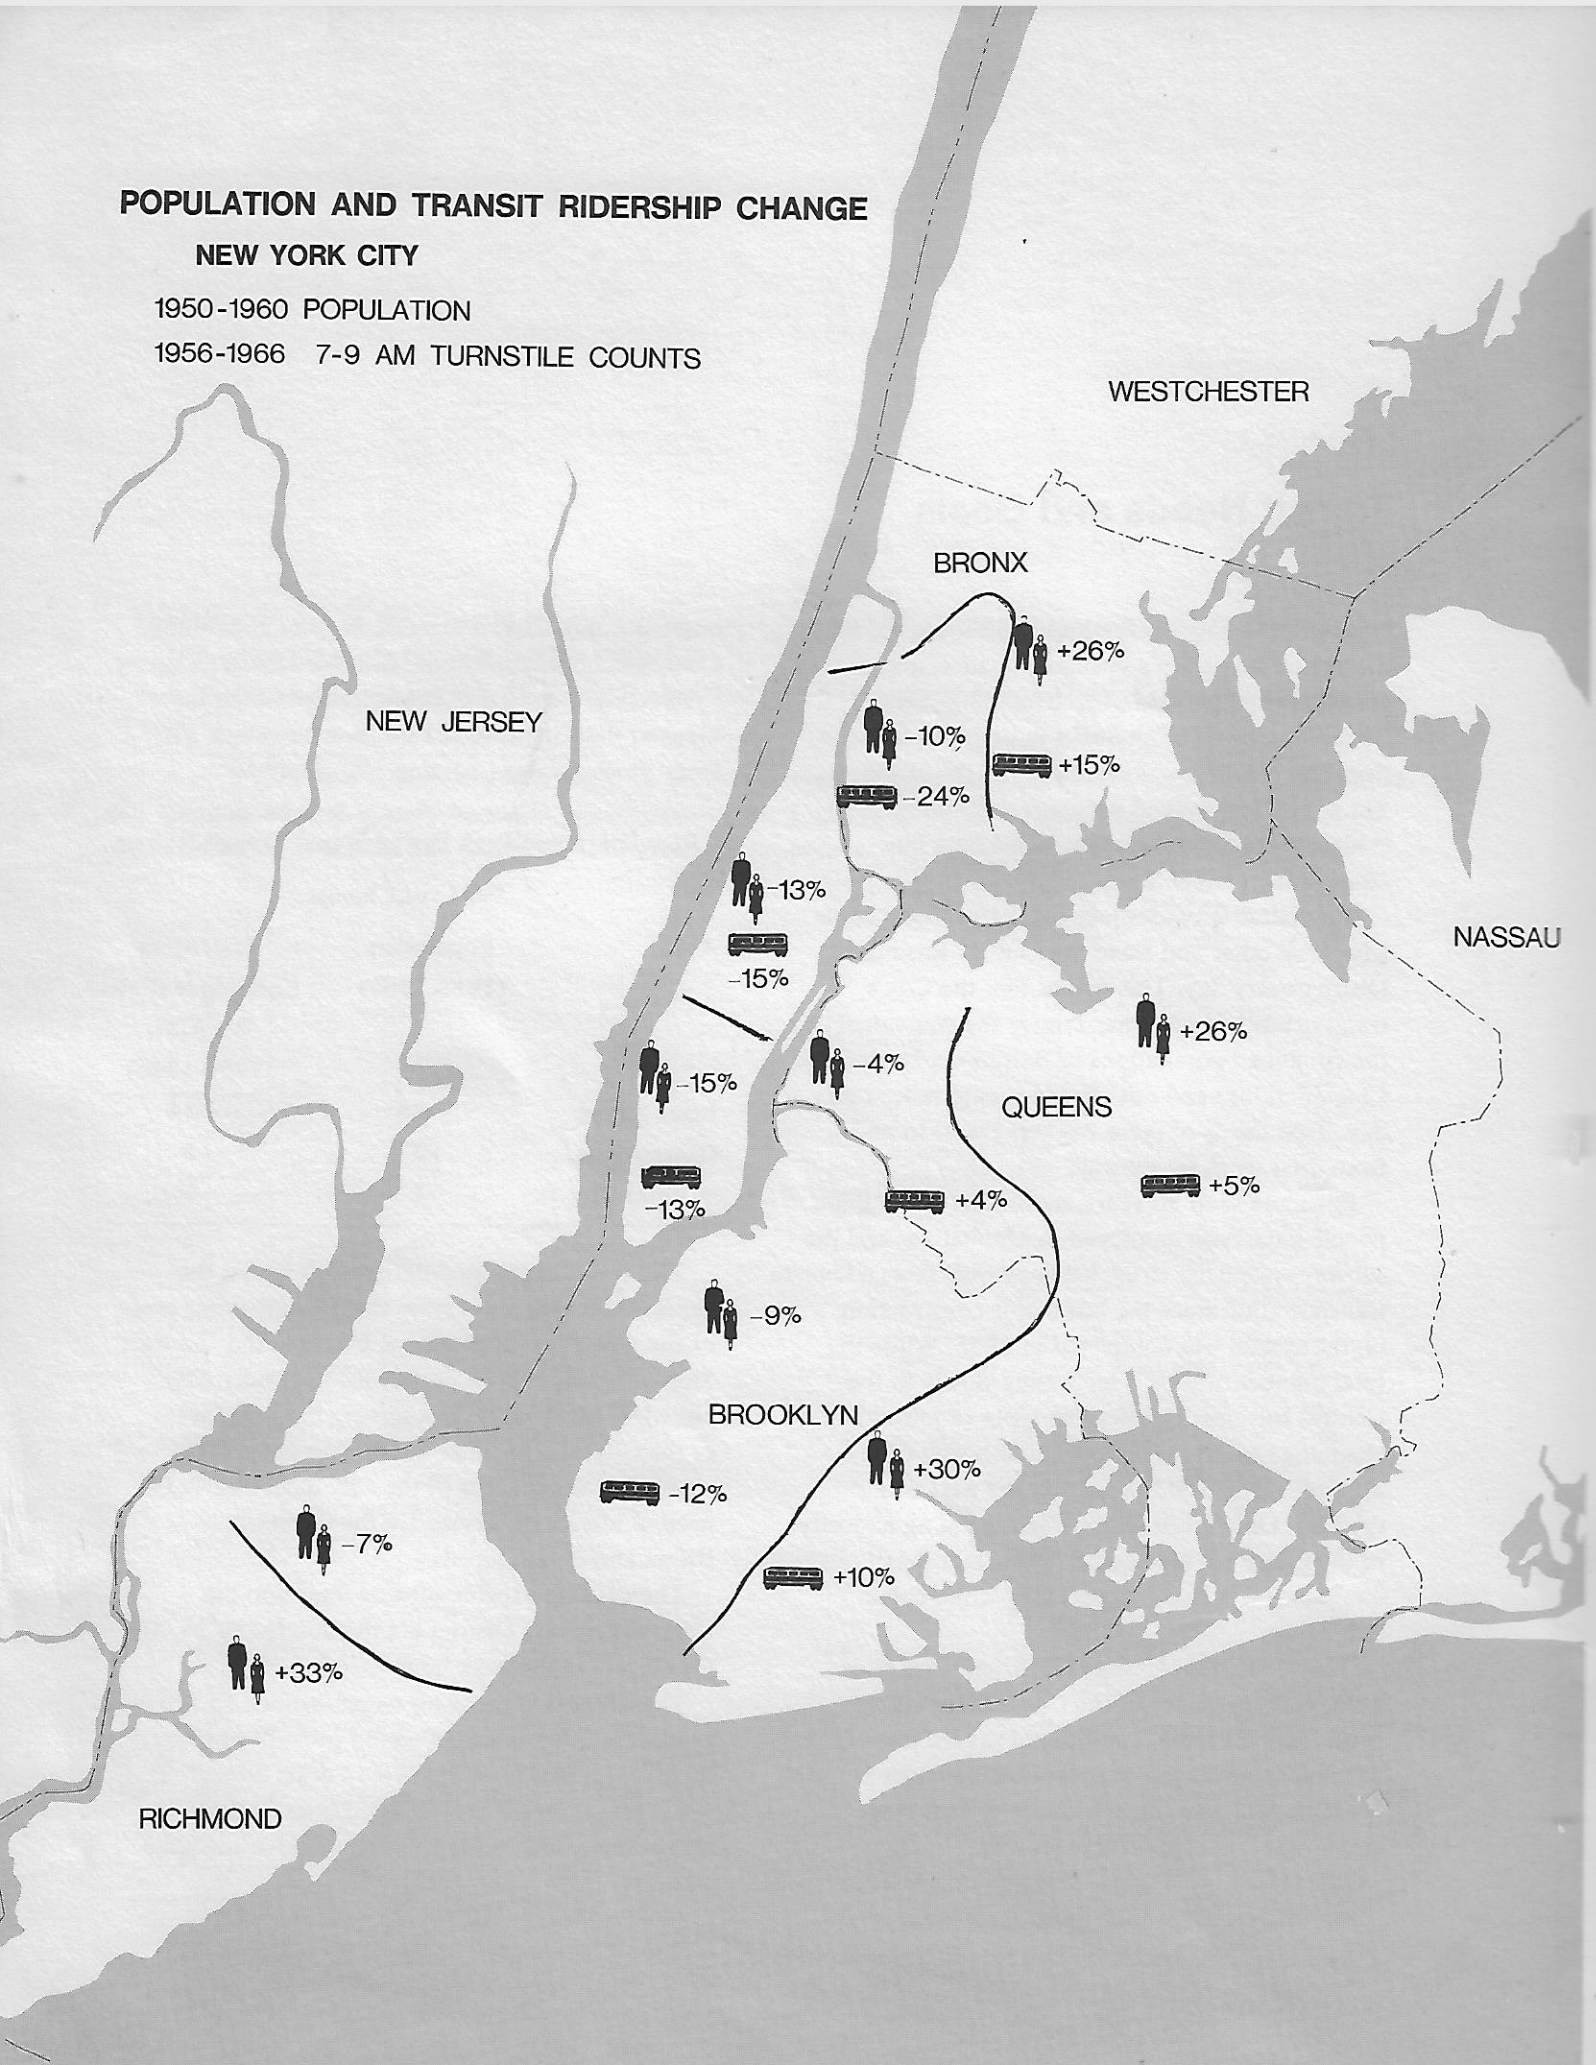 POPULATION AND TRANSIT RIDERSHIP CHANGE
NEW YORK CITY
1950-1960 POPULATION
1956-1966 7-9 AM TURNSTILE COUNTS
WESTCHESTER
BRONX
+26%
NEW JERSEY
-10%
+15%
-24%
-13%
NASSAU
-15%
+26%
-4%
-15%
QUEENS
+5%
+4%
-13%
-9%
BROOKLYN
+30%
-12%
-7%
+10%
+33%
RICHMOND